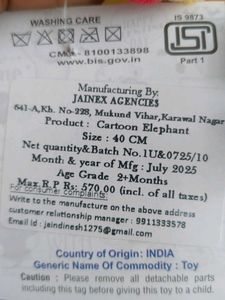 WASHING CARE
IS 9873
CM/L- 8100133898
www.bis.gov.in
Part 1
Manufacturing By:
JAINEX AGENCIES
641-A, Kh. No-228, Mukund Vihar, Karawal Nagar
Product : Cartoon Elephant
Size : 40 CM
Net quantity & Batch No. 1U&0725/10
Month & year of Mfg : July 2025
Age Grade 2+Months
Max R.P Rs: 570.00 (incl. of all taxes)
For consumer complaints:
Write to the manufacture on the above address
customer relationship manager : 9911333578
Email id : jaindinesh1275@gmail.com
Country of Origin: INDIA
Generic Name Of Commodity : Toy
Caution : Please remove all detachable parts
including this tag before giving this toy to a child.